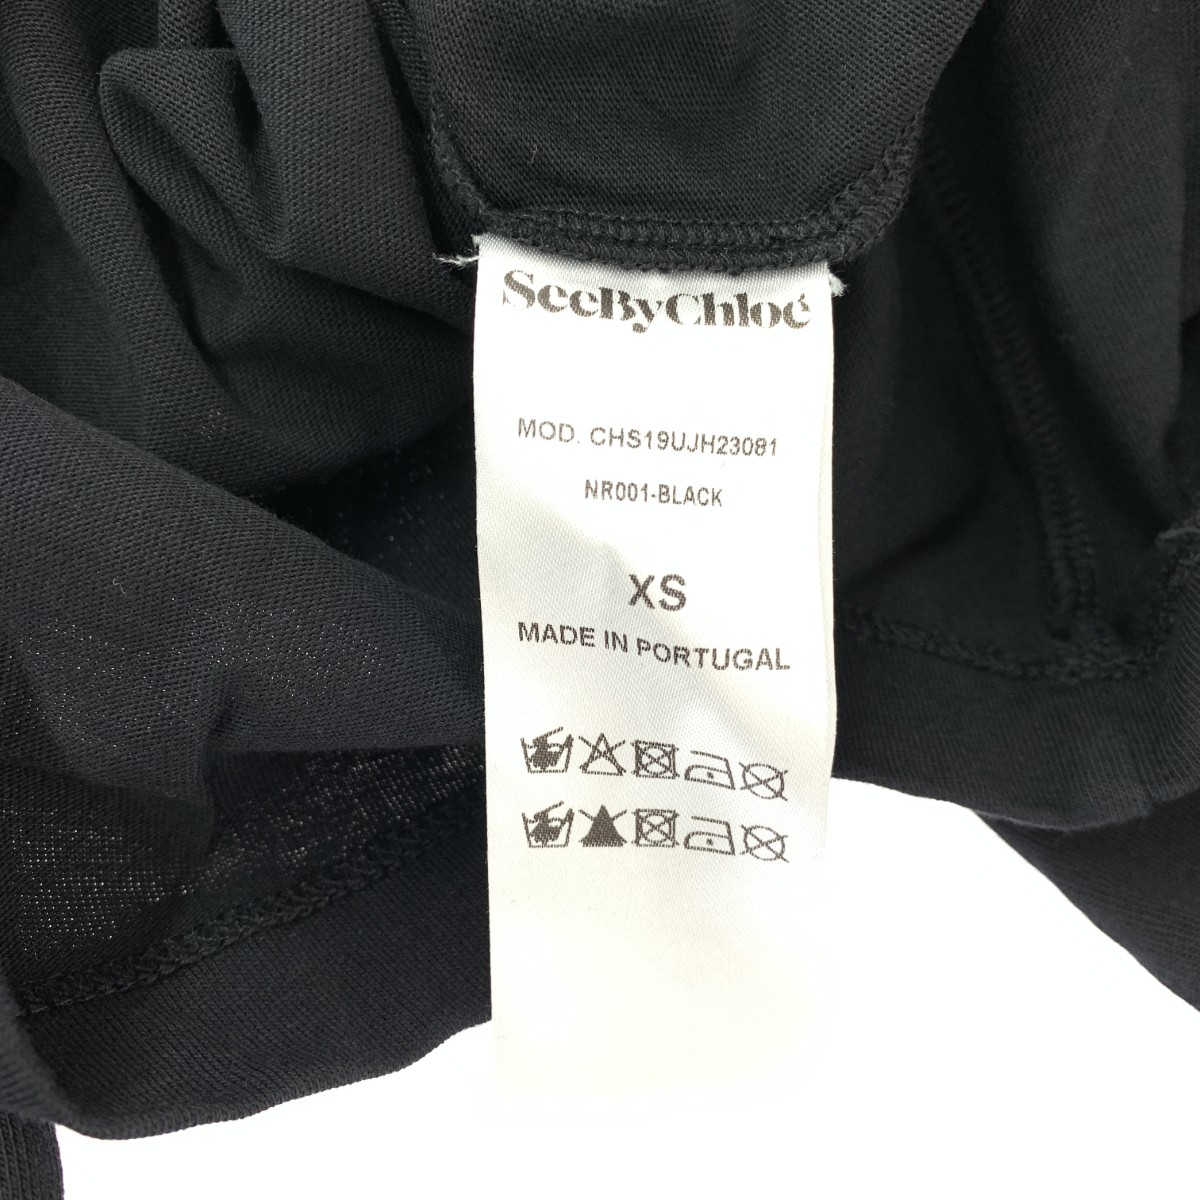 SeeByChloé
MOD. CHS19UJH23081
NR001-BLACK
XS
MADE IN PORTUGAL